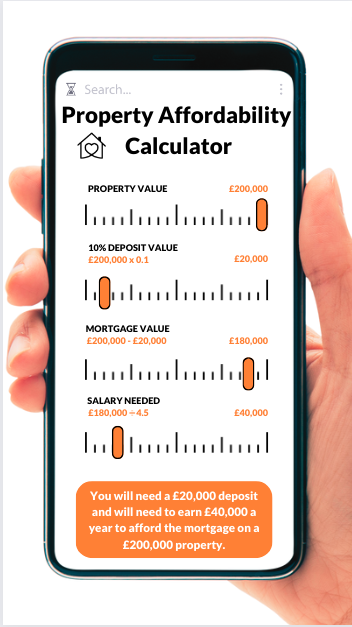 Search...
Property Affordability
Calculator
PROPERTY VALUE £200,000
10% DEPOSIT VALUE
£200,000 x 0.1 £20,000
MORTGAGE VALUE
£200,000 - £20,000 £180,000
SALARY NEEDED
£180,000 ÷ 4.5 £40,000
You will need a £20,000 deposit
and will need to earn £40,000 a
year to afford the mortgage on a
£200,000 property.